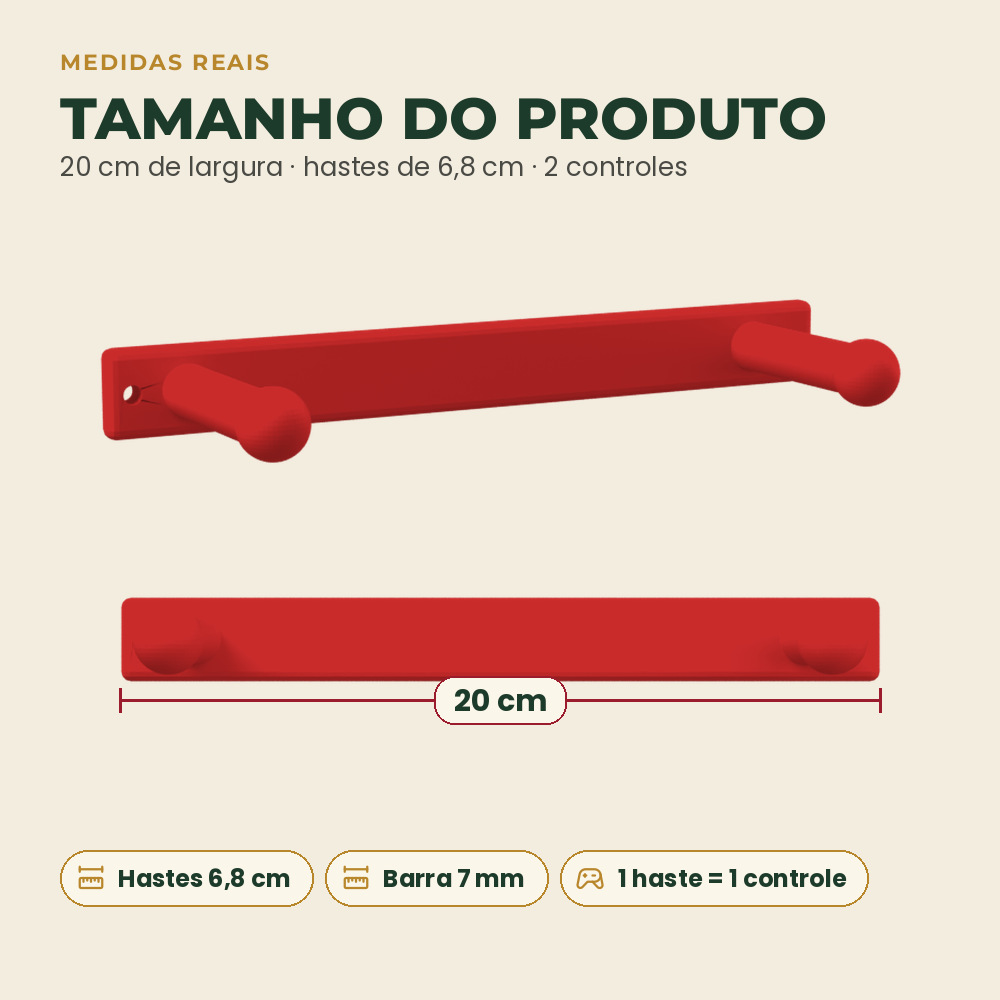 MEDIDAS REAIS
TAMANHO DO PRODUTO
20 cm de largura · hastes de 6,8 cm · 2 controles
20 cm
Hastes 6,8 cm
Barra 7 mm
1 haste = 1 controle